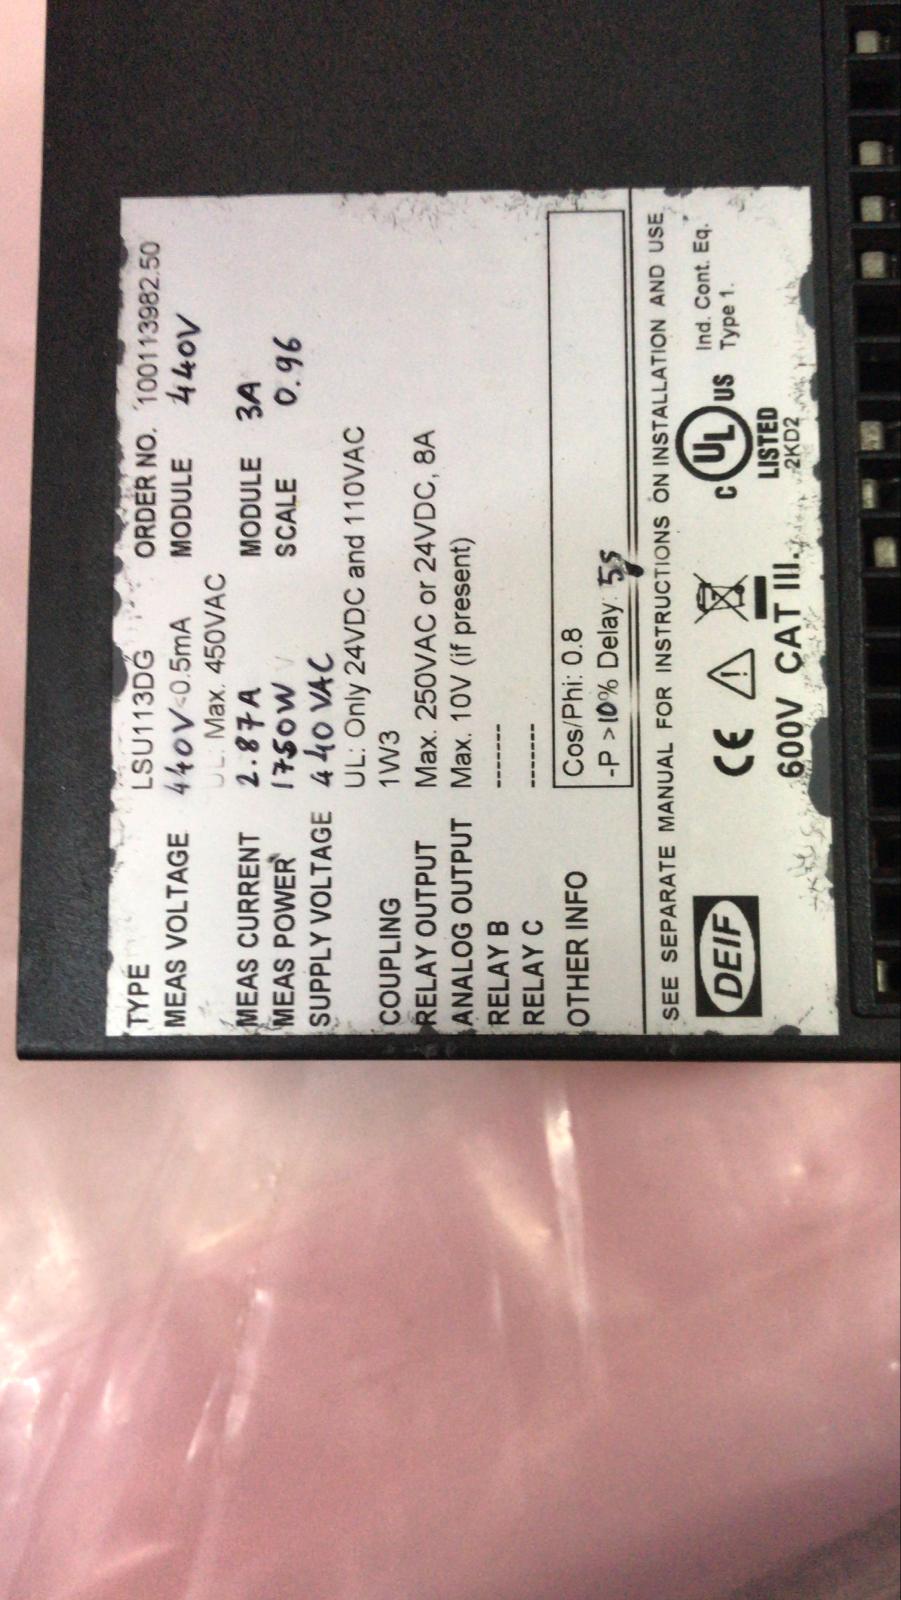 TYPE LSU113DG ORDER NO. 100113982.50
MEAS VOLTAGE 440V<0.5mA MODULE 440V
UL: Max. 450VAC
MEAS CURRENT 2.87A MODULE 3A
MEAS POWER 1750W SCALE 0.96
SUPPLY VOLTAGE 440VAC
UL: Only 24VDC and 110VAC
COUPLING 1W3
RELAY OUTPUT Max. 250VAC or 24VDC, 8A
ANALOG OUTPUT Max. 10V (if present)
RELAY B -------
RELAY C -------
OTHER INFO Cos/Phi: 0.8
-P >10% Delay: 5s
SEE SEPARATE MANUAL FOR INSTRUCTIONS ON INSTALLATION AND USE
DEIF CE C UL US Ind. Cont. Eq.
Type 1.
LISTED
600V CAT III. 2KD2